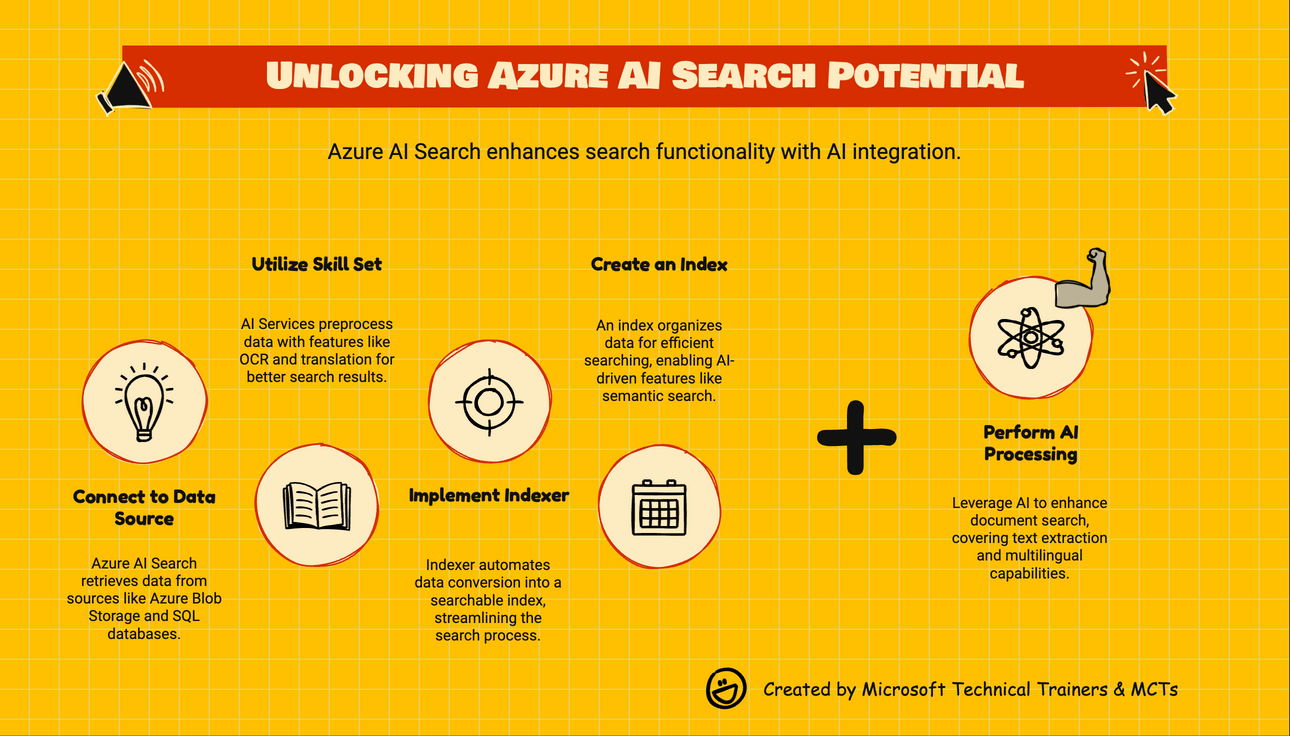 Unlocking Azure AI Search Potential
Azure AI Search enhances search functionality with AI integration.
Connect to Data
Source
Azure AI Search
retrieves data from
sources like Azure Blob
Storage and SQL
databases.
Utilize Skill Set
AI Services preprocess
data with features like
OCR and translation for
better search results.
Implement Indexer
Indexer automates
data conversion into a
searchable index,
streamlining the
search process.
Create an Index
An index organizes
data for efficient
searching, enabling AI-
driven features like
semantic search.
Perform AI
Processing
Leverage AI to enhance
document search,
covering text extraction
and multilingual
capabilities.
Created by Microsoft Technical Trainers & MCTs